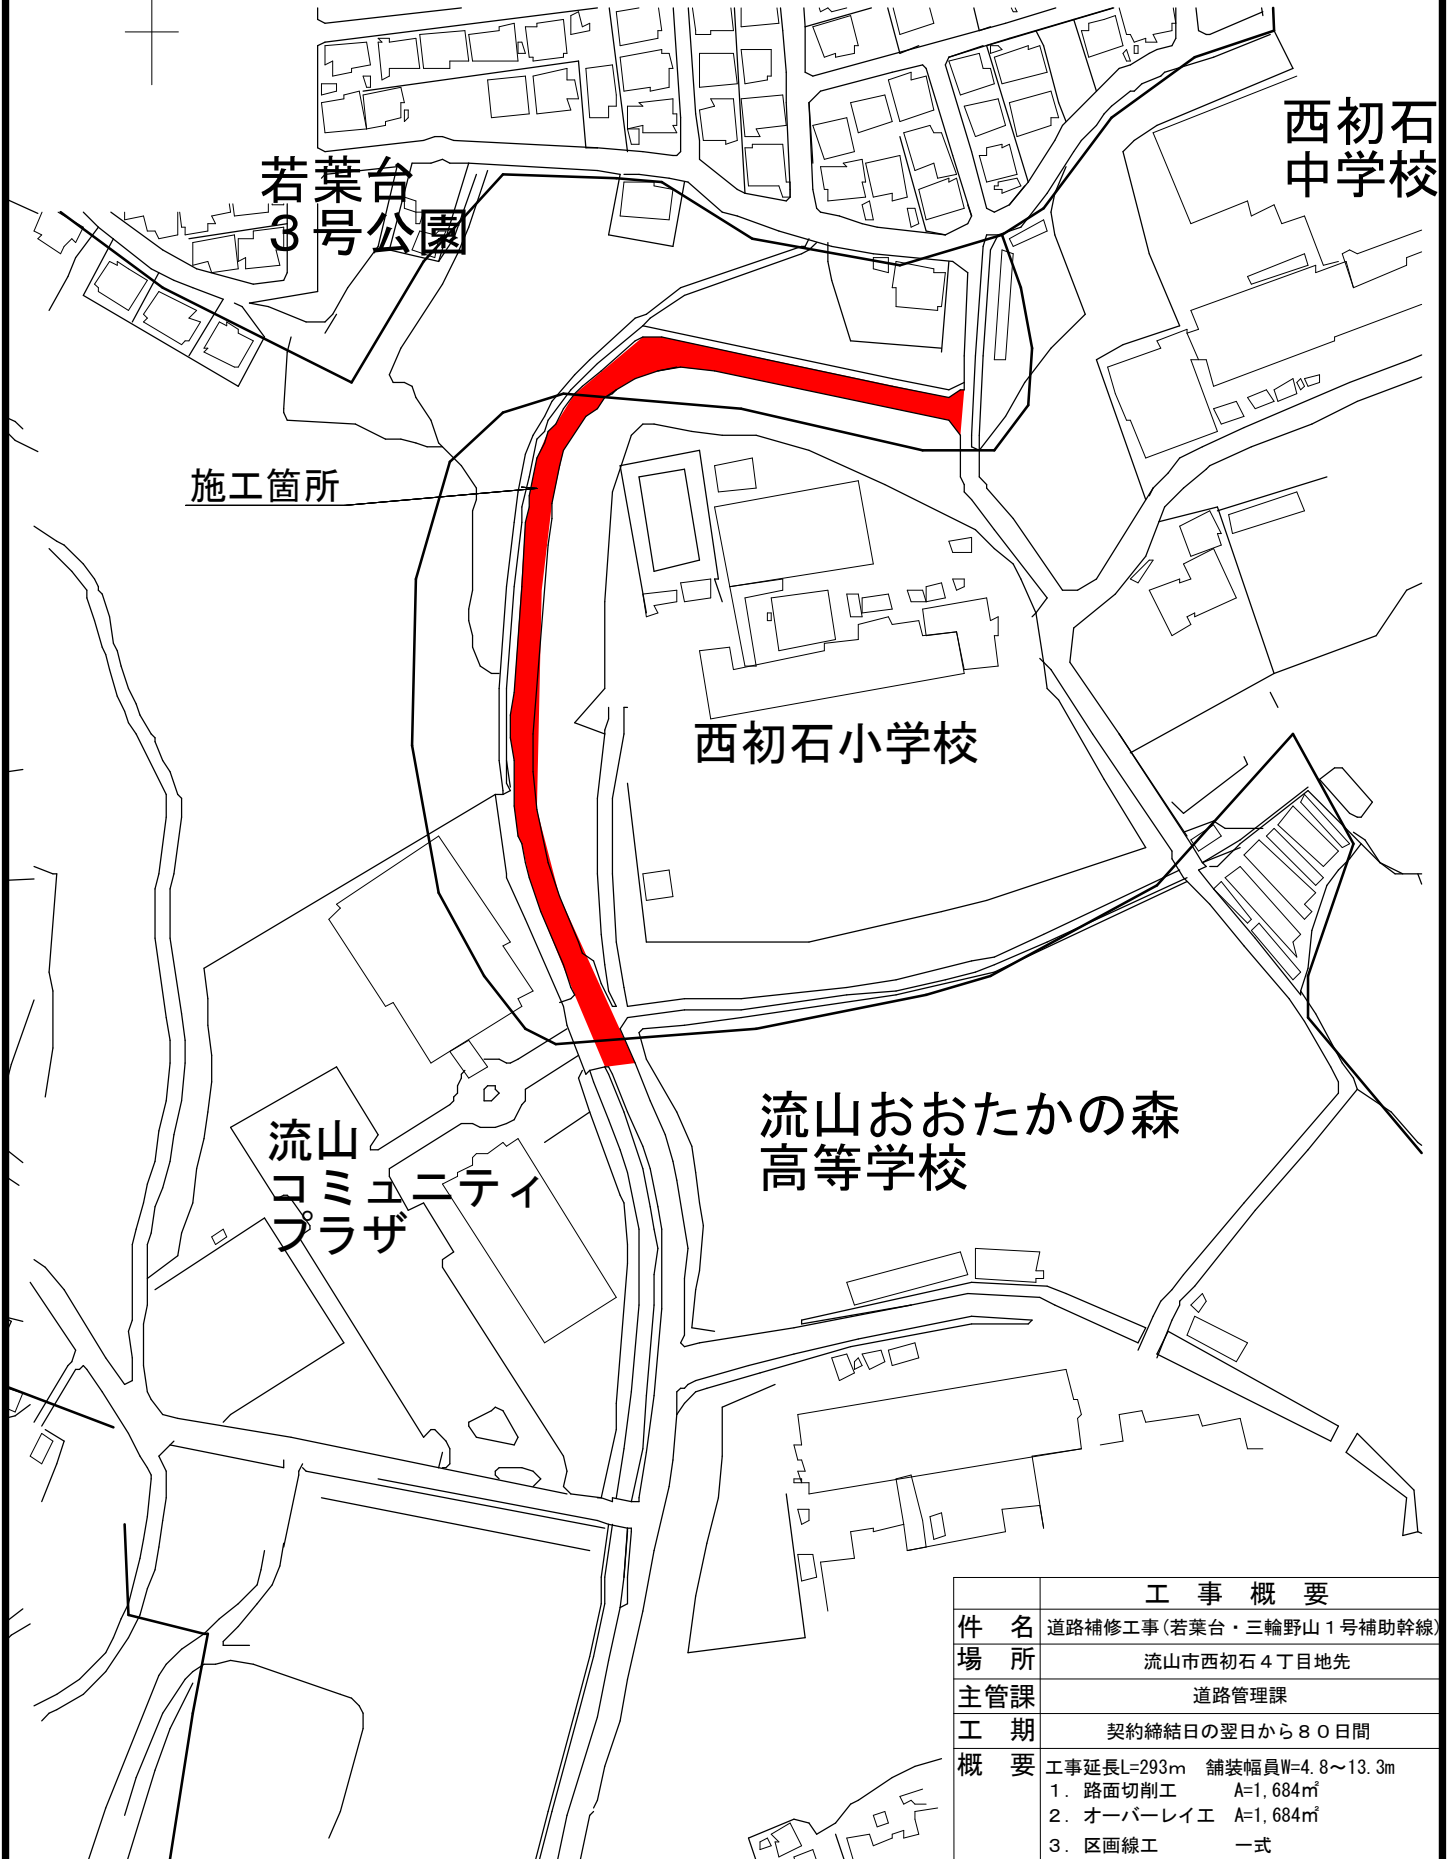 西初石
中学校
若葉台
３号公園
施工箇所
西初石小学校
流山おおたかの森
高等学校
流山
コミュニティ
プラザ
工　事　概　要
件　名　道路補修工事（若葉台・三輪野山１号補助幹線）
場　所　流山市西初石４丁目地先
主管課　道路管理課
工　期　契約締結日の翌日から８０日間
概　要　工事延長L=293ｍ　舗装幅員W=4.8～13.3m
１．路面切削工　A=1,684㎡
２．オーバーレイ工　A=1,684㎡
３．区画線工　一式